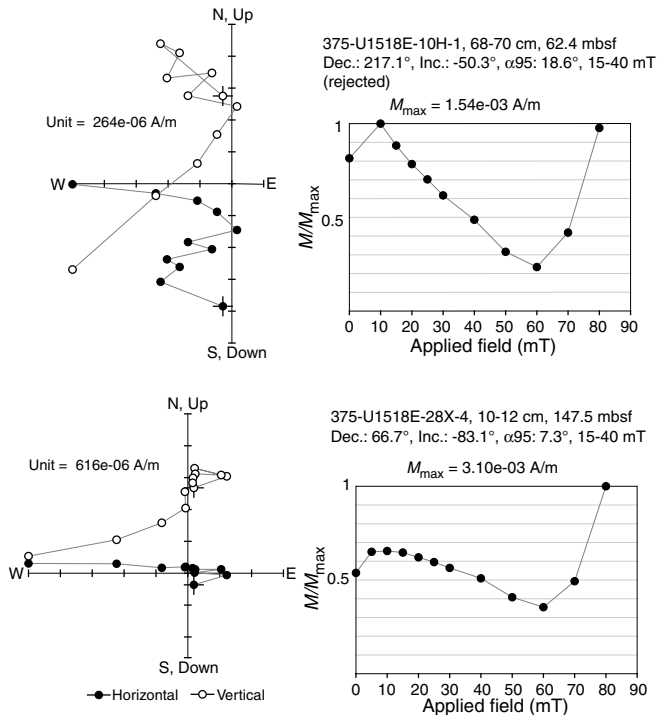 N, Up
Unit = 264e-06 A/m
W
E
S, Down
375-U1518E-10H-1, 68-70 cm, 62.4 mbsf
Dec.: 217.1°, Inc.: -50.3°, α95: 18.6°, 15-40 mT
(rejected)
Mmax = 1.54e-03 A/m
1
0.5
M/Mmax
0 10 20 30 40 50 60 70 80 90
Applied field (mT)
N, Up
Unit = 616e-06 A/m
W
E
S, Down
Horizontal Vertical
375-U1518E-28X-4, 10-12 cm, 147.5 mbsf
Dec.: 66.7°, Inc.: -83.1°, α95: 7.3°, 15-40 mT
Mmax = 3.10e-03 A/m
1
0.5
M/Mmax
0 10 20 30 40 50 60 70 80 90
Applied field (mT)